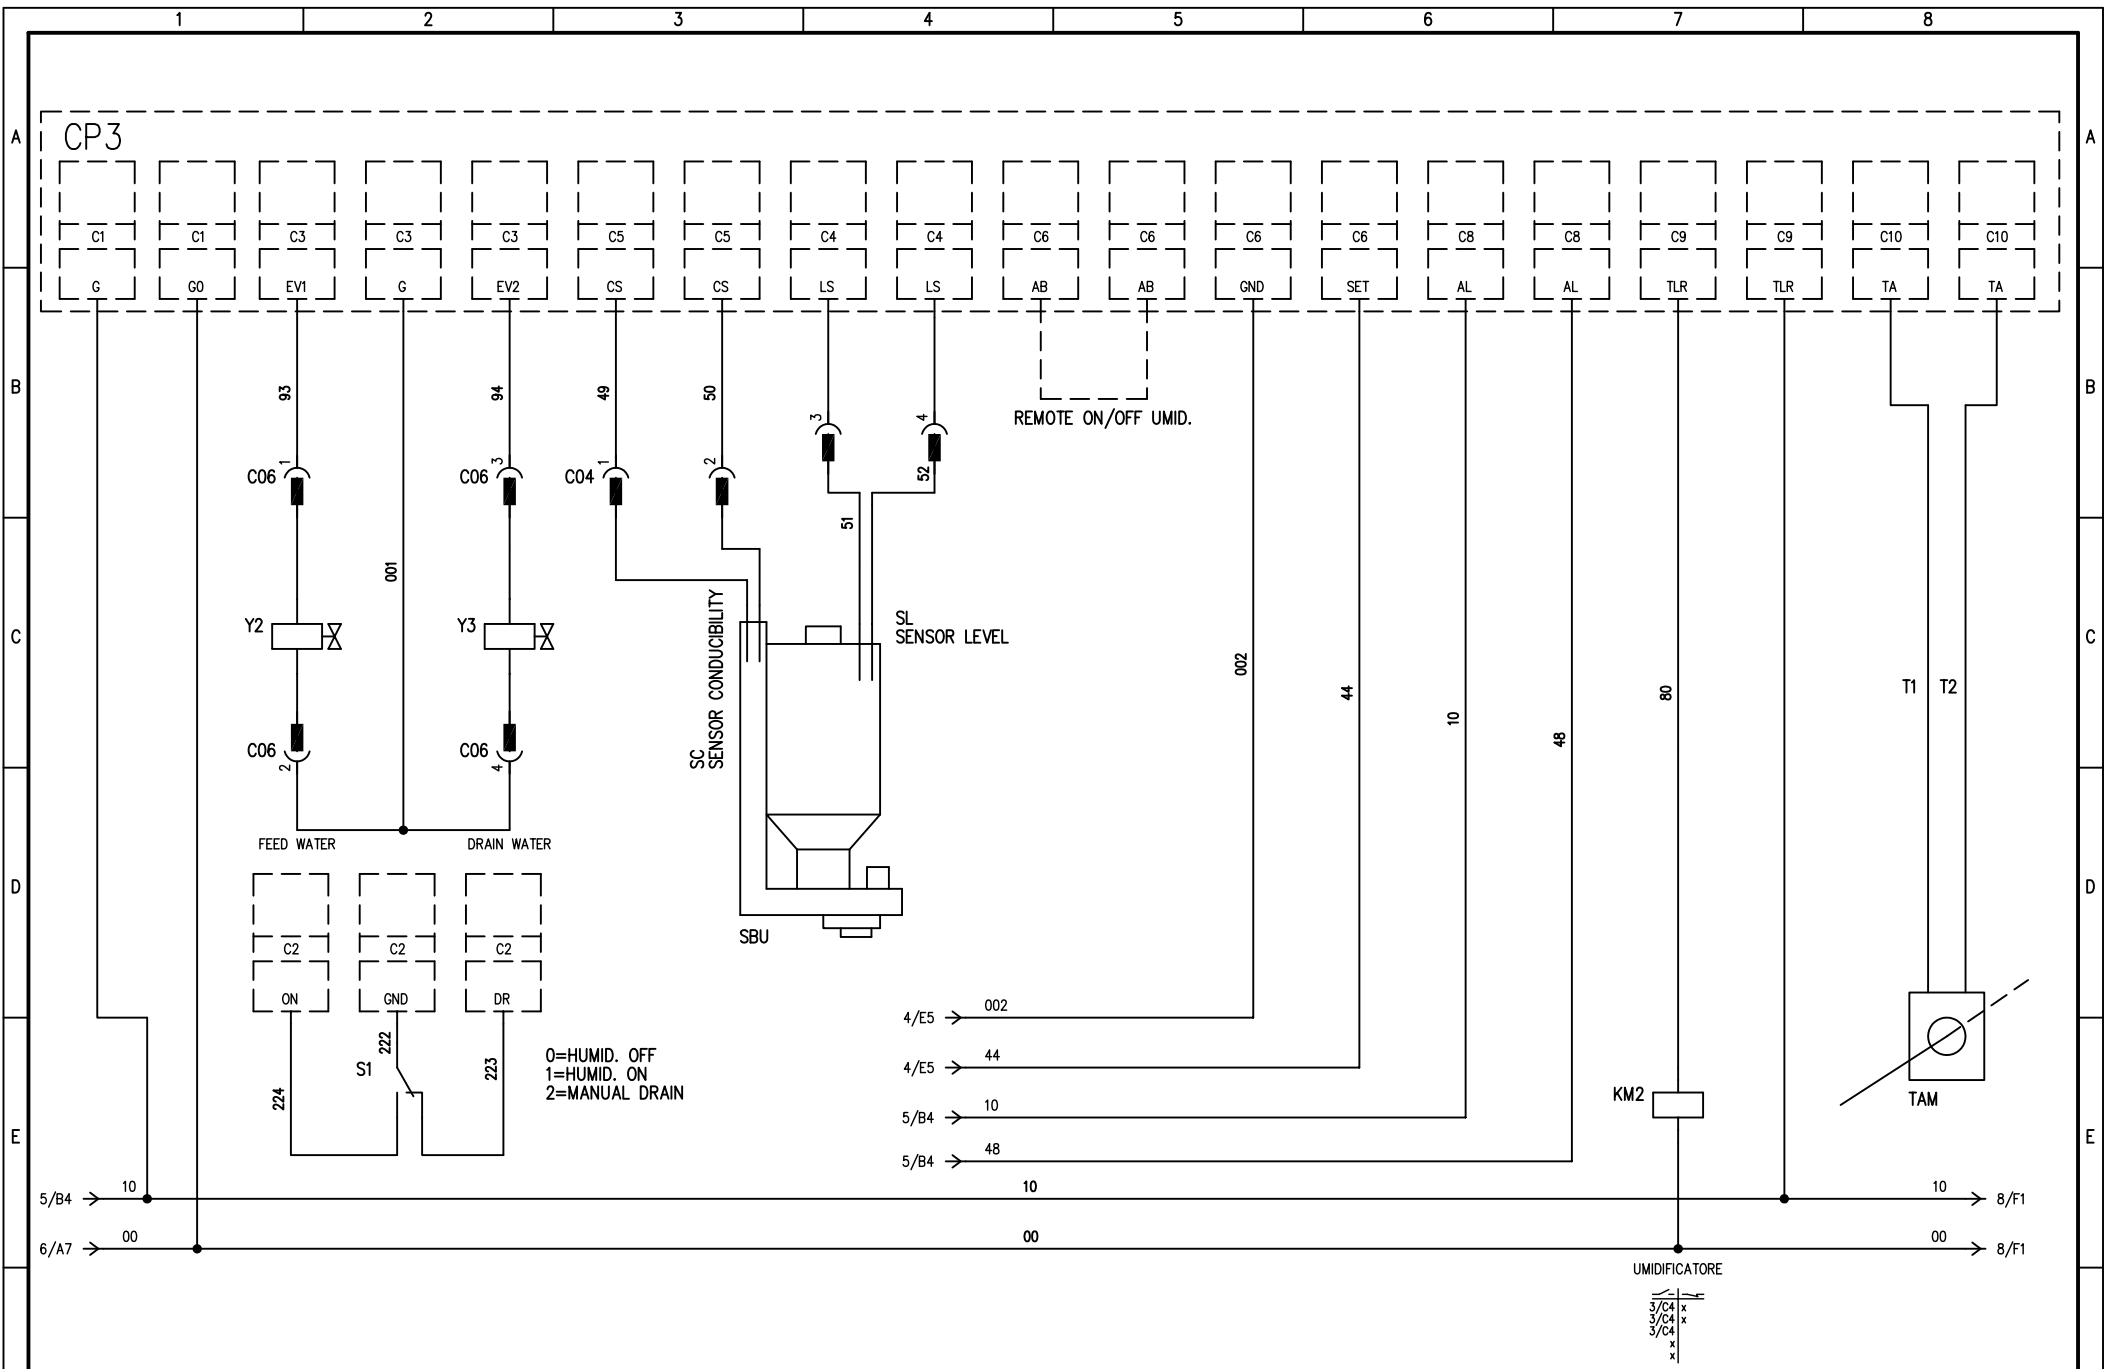 1 2 3 4 5 6 7 8
A A
CP3
C1 C1 C3 C3 C3 C5 C5 C4 C4 C6 C6 C6 C6 C8 C8 C9 C9 C10 C10
G G0 EV1 G EV2 CS CS LS LS AB AB GND SET AL AL TLR TLR TA TA
B B
93 94 49 50 3 4
REMOTE ON/OFF UMID.
1 3 1 2
C06 C06 C04 52
51
001
Y2 Y3
C C
SC
SENSOR CONDUCIBILITY
SL
SENSOR LEVEL
002 44 10 48 80
T1 T2
C06 C06
2 4
FEED WATER DRAIN WATER
D D
SBU
C2 C2 C2
ON GND DR
222 223 224
S1
0=HUMID. OFF
1=HUMID. ON
2=MANUAL DRAIN
4/E5 002
4/E5 44
5/B4 10
5/B4 48
KM2
TAM
E E
5/B4 10 10 10 8/F1
6/A7 00 00 00 8/F1
UMIDIFICATORE
3/C4 x
3/C4 x
3/C4
x
x